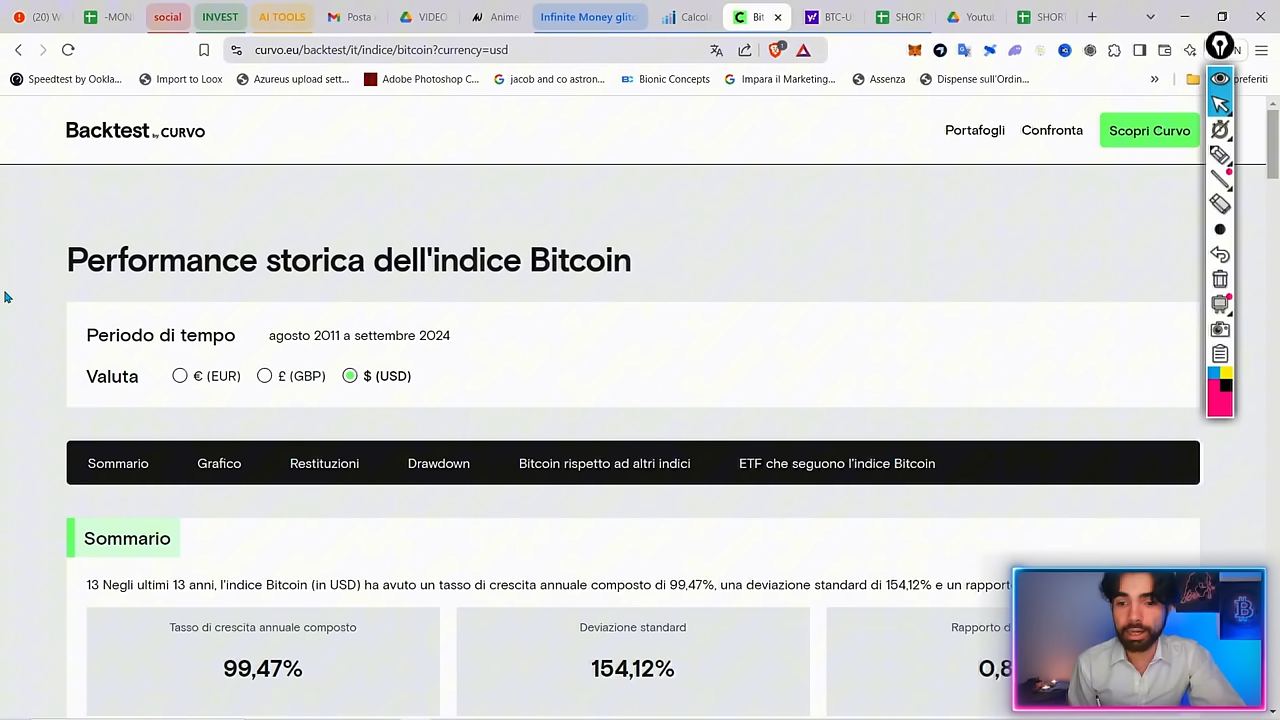 (20) W
-MONI
social
INVEST
AI TOOLS
Posta
VIDEO
Anime
Infinite Money glitc
Calcol
Bit
BTC-U
SHORT
Youtut
SHORT
curvo.eu/backtest/it/indice/bitcoin?currency=usd
Speedtest by Ookla...
Import to Loox
Azureus upload sett...
Adobe Photoshop C...
jacob and co astron...
Bionic Concepts
Impara il Marketing...
Assenza
Dispense sull'Ordin...
preferiti
Backtest by CURVO
Portafogli
Confronta
Scopri Curvo
Performance storica dell'indice Bitcoin
Periodo di tempo
agosto 2011 a settembre 2024
Valuta
€ (EUR)
£ (GBP)
$ (USD)
Sommario
Grafico
Restituzioni
Drawdown
Bitcoin rispetto ad altri indici
ETF che seguono l'indice Bitcoin
Sommario
13 Negli ultimi 13 anni, l'indice Bitcoin (in USD) ha avuto un tasso di crescita annuale composto di 99,47%, una deviazione standard di 154,12% e un rapport
Tasso di crescita annuale composto
Deviazione standard
Rapporto d
99,47%
154,12%
0,8